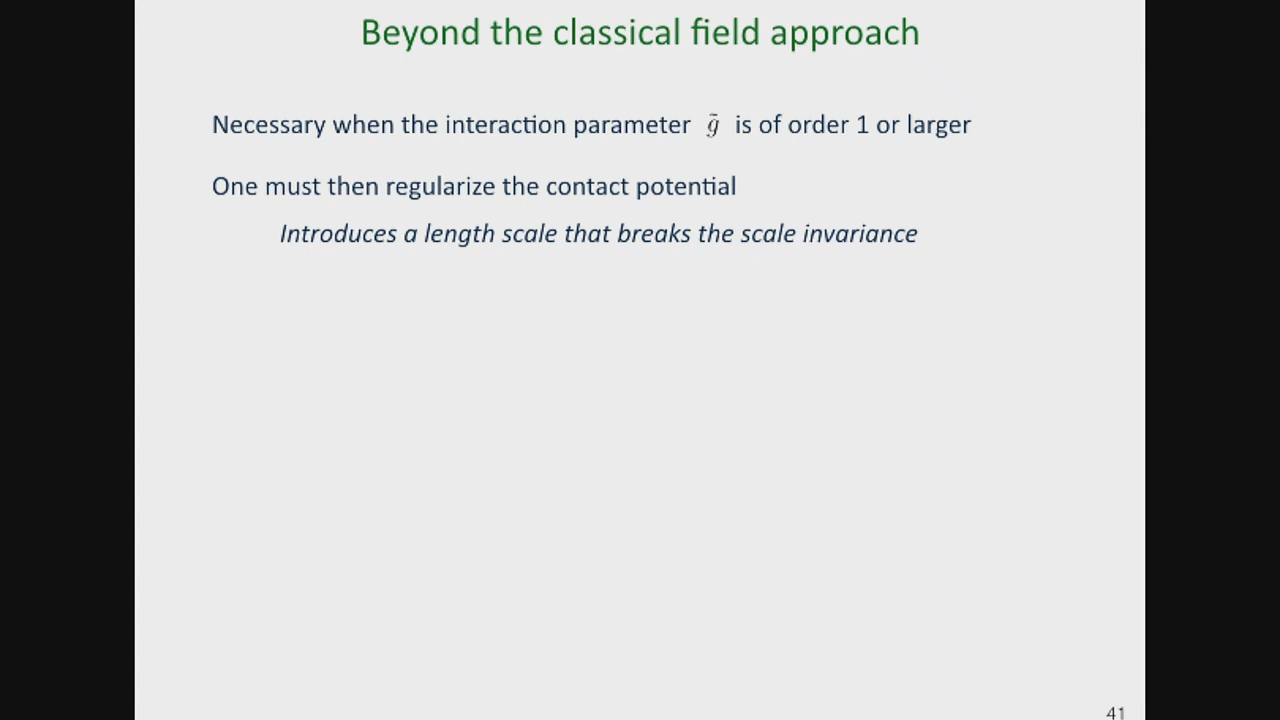 Beyond the classical field approach
Necessary when the interaction parameter g̃ is of order 1 or larger
One must then regularize the contact potential
Introduces a length scale that breaks the scale invariance
41